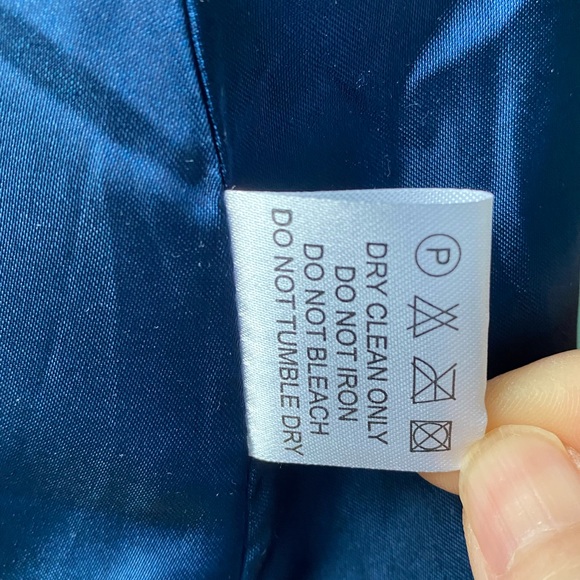 P
DRY CLEAN ONLY
DO NOT IRON
DO NOT BLEACH
DO NOT TUMBLE DRY